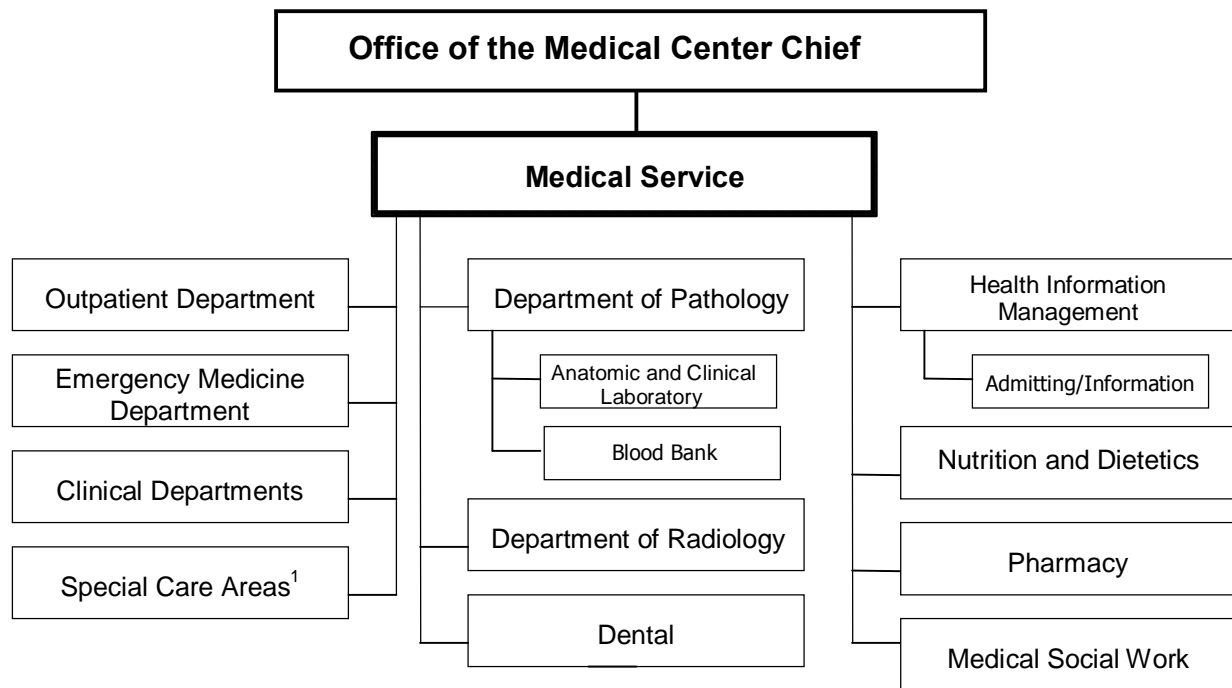 Office of the Medical Center Chief
Medical Service
Outpatient Department
Emergency Medicine
Department
Clinical Departments
Special Care Areas¹
Department of Pathology
Anatomic and Clinical
Laboratory
Blood Bank
Department of Radiology
Dental
Health Information
Management
Admitting/Information
Nutrition and Dietetics
Pharmacy
Medical Social Work